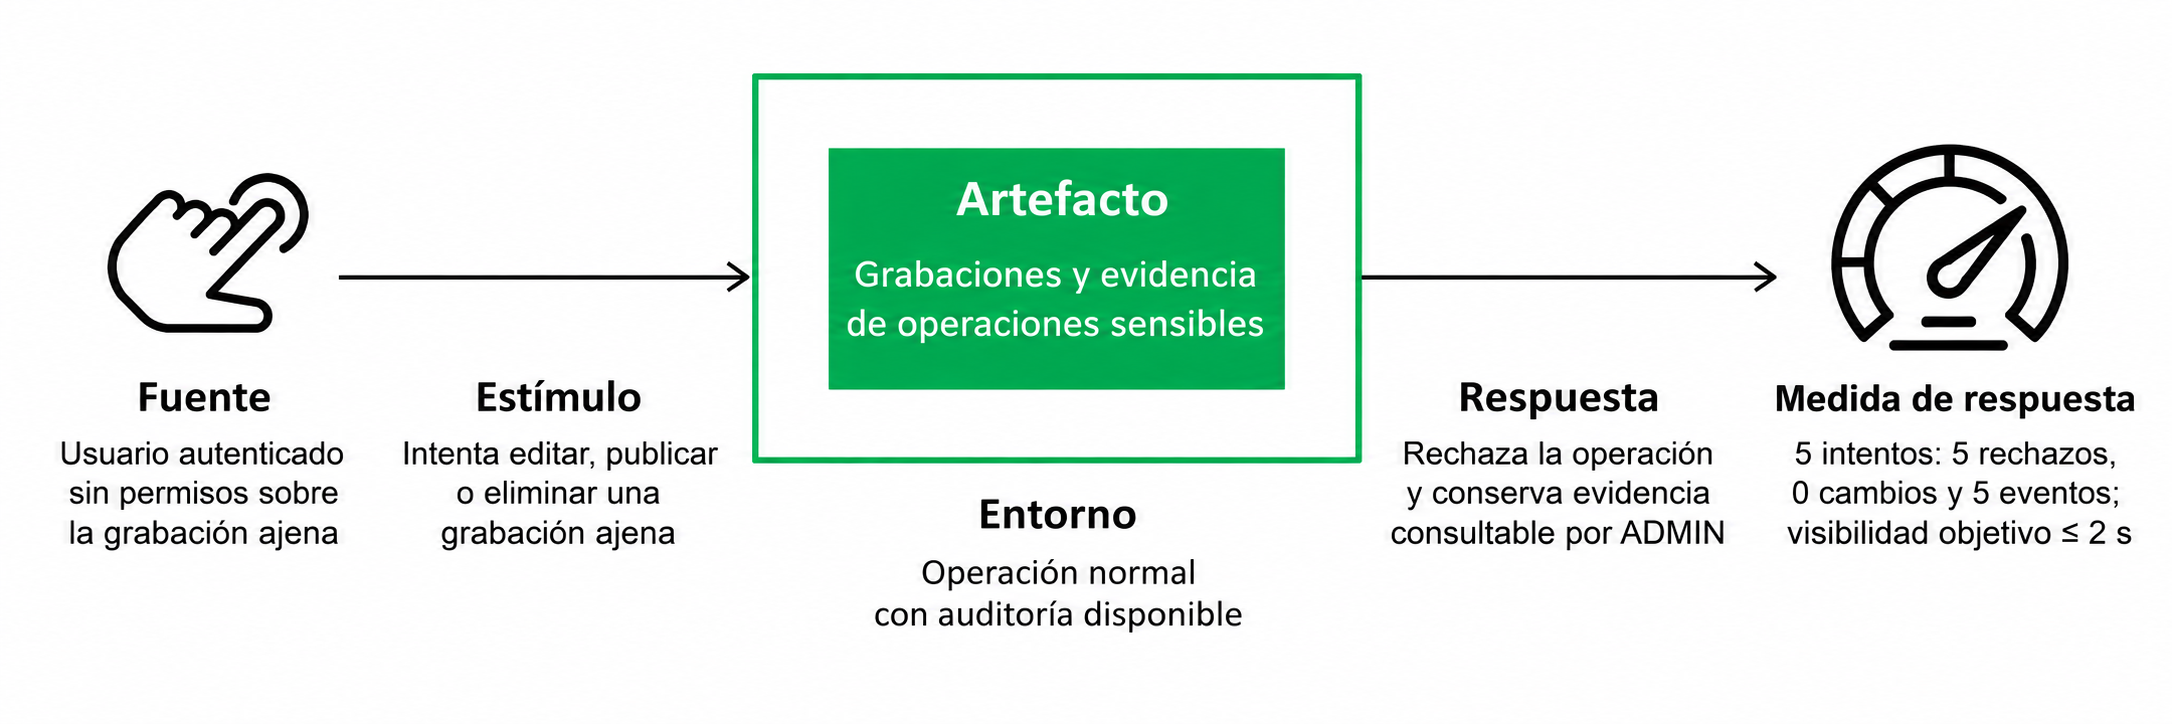 Fuente
Usuario autenticado
sin permisos sobre
la grabación ajena
Estímulo
Intenta editar, publicar
o eliminar una
grabación ajena
Artefacto
Grabaciones y evidencia
de operaciones sensibles
Entorno
Operación normal
con auditoría disponible
Respuesta
Rechaza la operación
y conserva evidencia
consultable por ADMIN
Medida de respuesta
5 intentos: 5 rechazos,
0 cambios y 5 eventos;
visibilidad objetivo ≤ 2 s